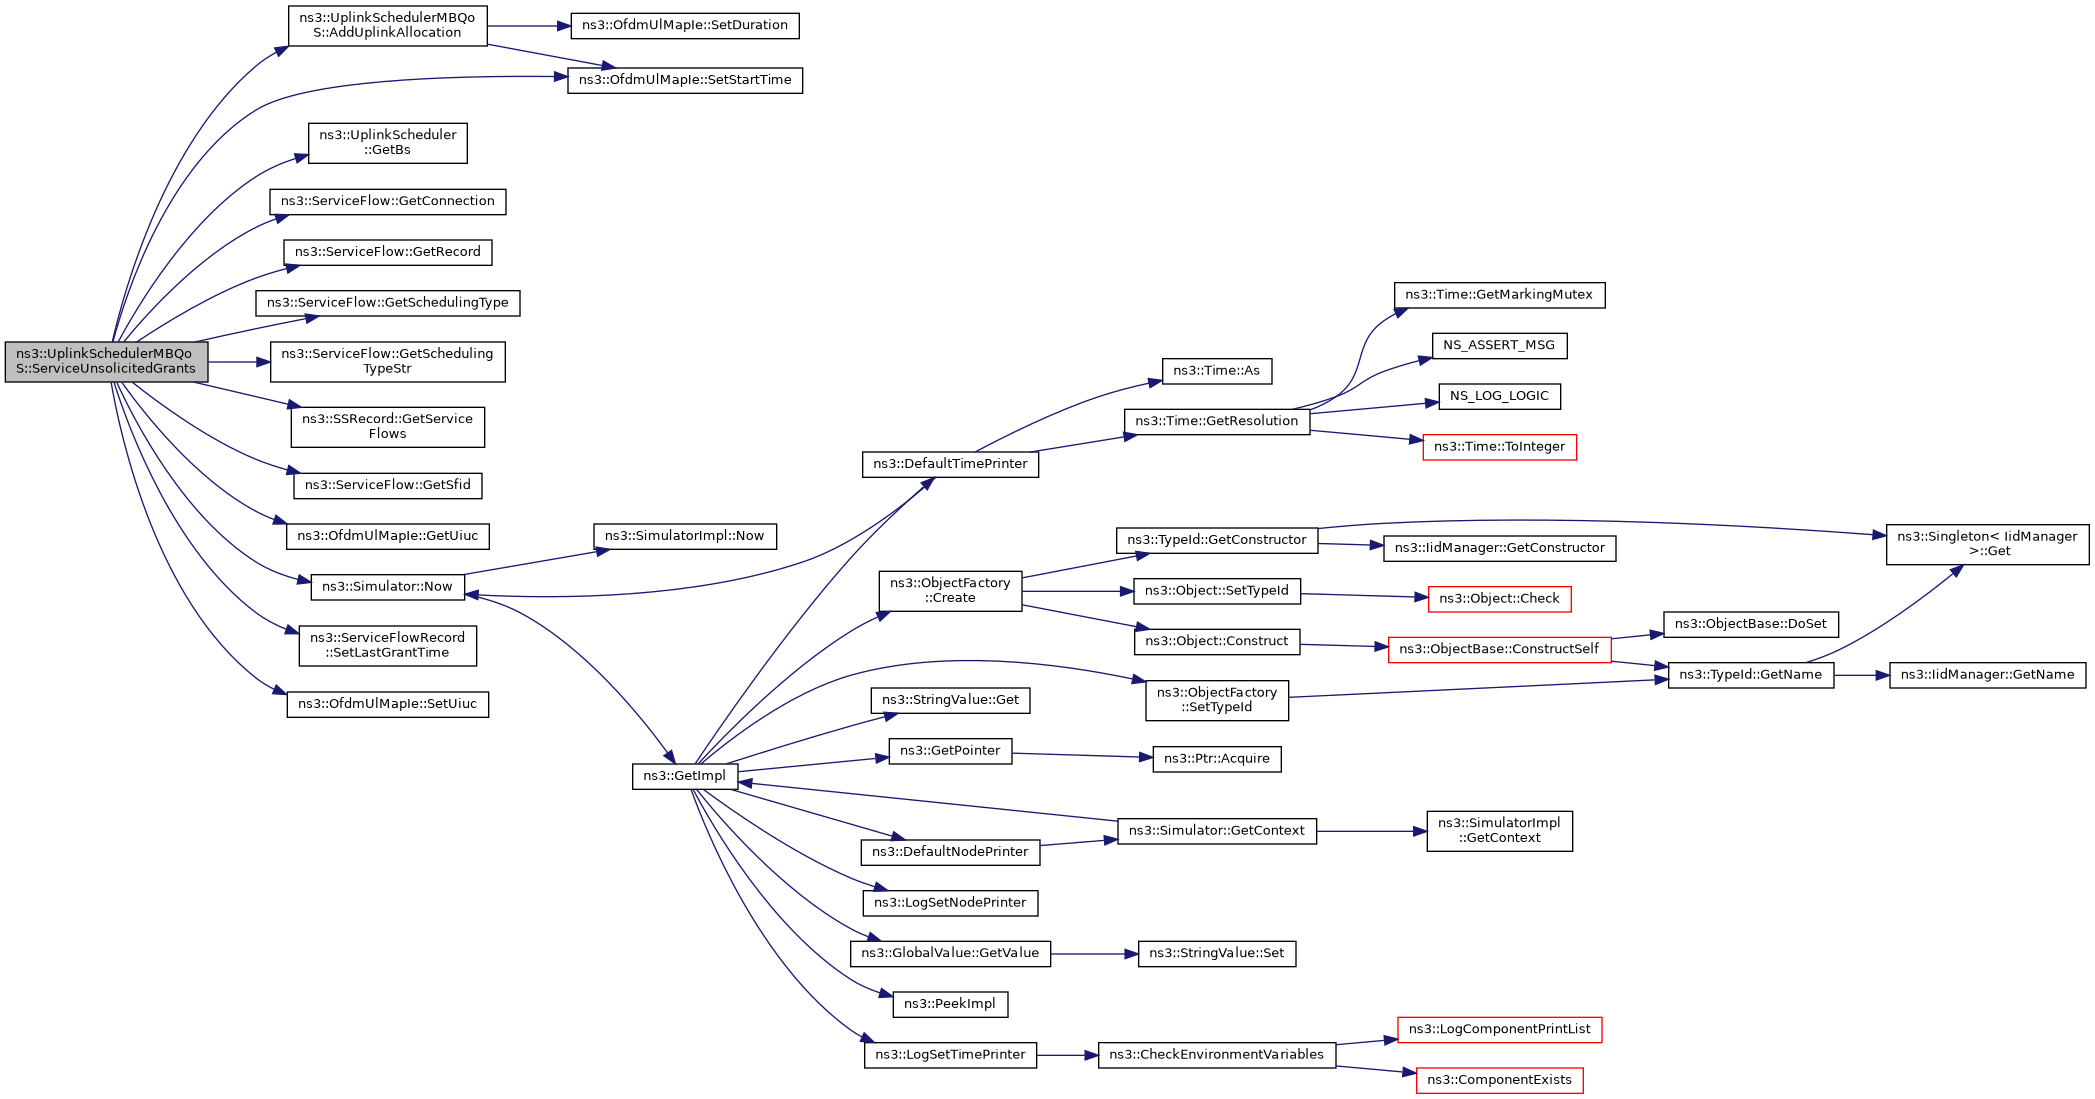 ns3::UplinkSchedulerMBQo
S::ServiceUnsolicitedGrants
ns3::UplinkSchedulerMBQo
S::AddUplinkAllocation
ns3::OfdmUlMapIe::SetDuration
ns3::OfdmUlMapIe::SetStartTime
ns3::UplinkScheduler
::GetBs
ns3::ServiceFlow::GetConnection
ns3::ServiceFlow::GetRecord
ns3::ServiceFlow::GetSchedulingType
ns3::ServiceFlow::GetScheduling
TypeStr
ns3::SSRecord::GetService
Flows
ns3::ServiceFlow::GetSfid
ns3::OfdmUlMapIe::GetUiuc
ns3::Simulator::Now
ns3::ServiceFlowRecord
::SetLastGrantTime
ns3::OfdmUlMapIe::SetUiuc
ns3::SimulatorImpl::Now
ns3::GetImpl
ns3::DefaultTimePrinter
ns3::Time::As
ns3::Time::GetResolution
ns3::Time::GetMarkingMutex
NS_ASSERT_MSG
NS_LOG_LOGIC
ns3::Time::ToInteger
ns3::ObjectFactory
::Create
ns3::TypeId::GetConstructor
ns3::IidManager::GetConstructor
ns3::Singleton< IidManager
>::Get
ns3::Object::SetTypeId
ns3::Object::Check
ns3::Object::Construct
ns3::ObjectBase::ConstructSelf
ns3::ObjectBase::DoSet
ns3::TypeId::GetName
ns3::IidManager::GetName
ns3::ObjectFactory
::SetTypeId
ns3::StringValue::Get
ns3::GetPointer
ns3::Ptr::Acquire
ns3::DefaultNodePrinter
ns3::Simulator::GetContext
ns3::SimulatorImpl
::GetContext
ns3::LogSetNodePrinter
ns3::GlobalValue::GetValue
ns3::StringValue::Set
ns3::PeekImpl
ns3::LogSetTimePrinter
ns3::CheckEnvironmentVariables
ns3::LogComponentPrintList
ns3::ComponentExists